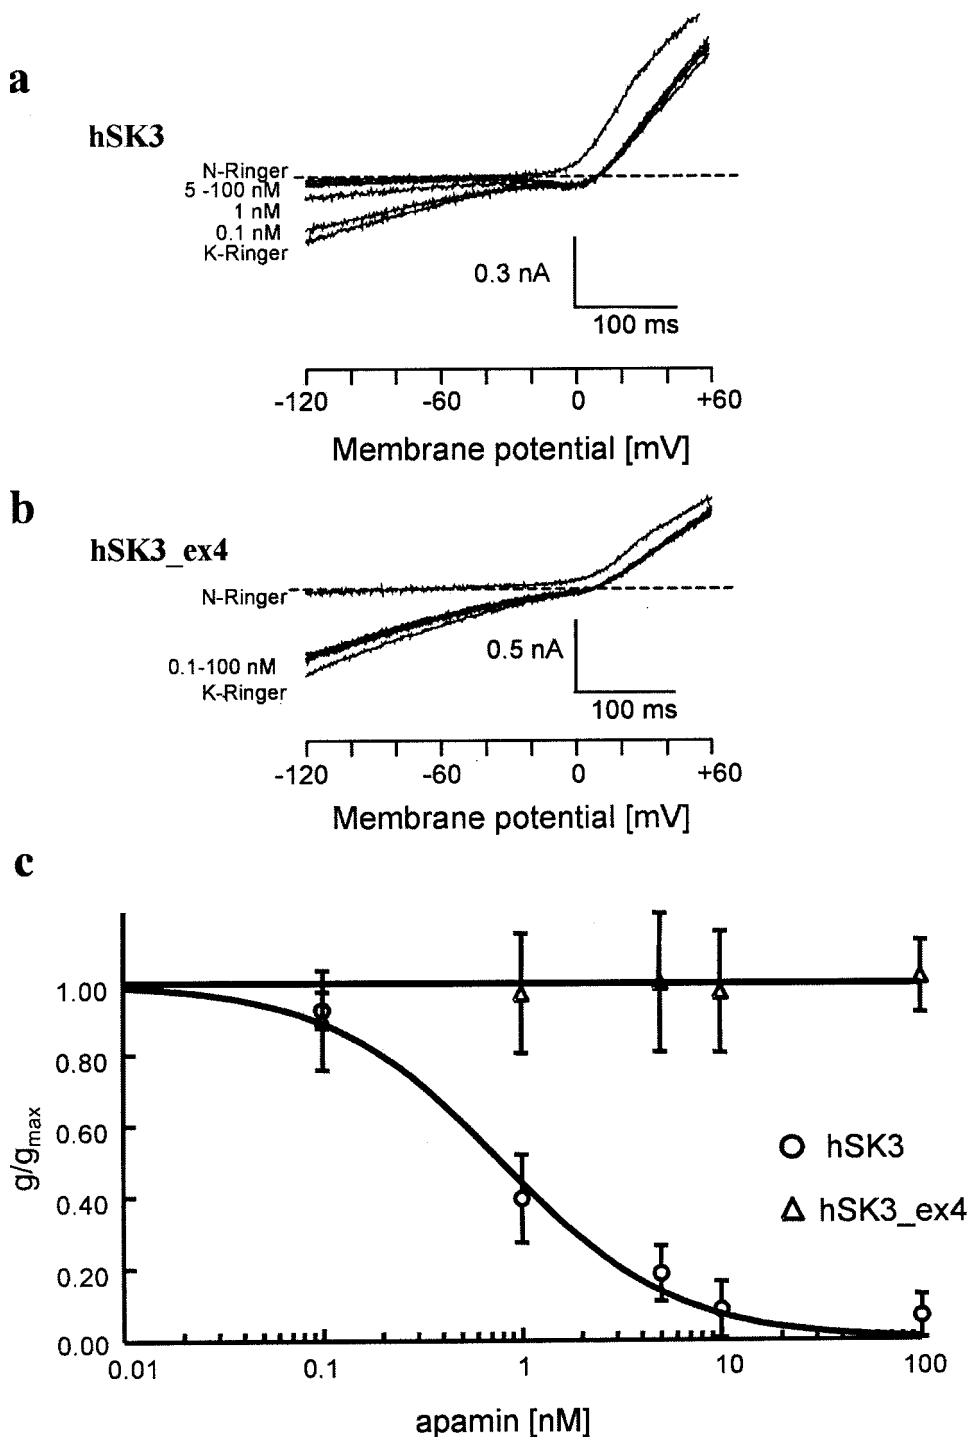 a
hSK3
N-Ringer
5 -100 nM
1 nM
0.1 nM
K-Ringer
0.3 nA
100 ms
-120 -60 0 +60
Membrane potential [mV]
b
hSK3_ex4
N-Ringer
0.1-100 nM
K-Ringer
0.5 nA
100 ms
-120 -60 0 +60
Membrane potential [mV]
c
1.00
0.80
0.60
0.40
0.20
0.00
g/gmax
hSK3
hSK3_ex4
0.01 0.1 1 10 100
apamin [nM]